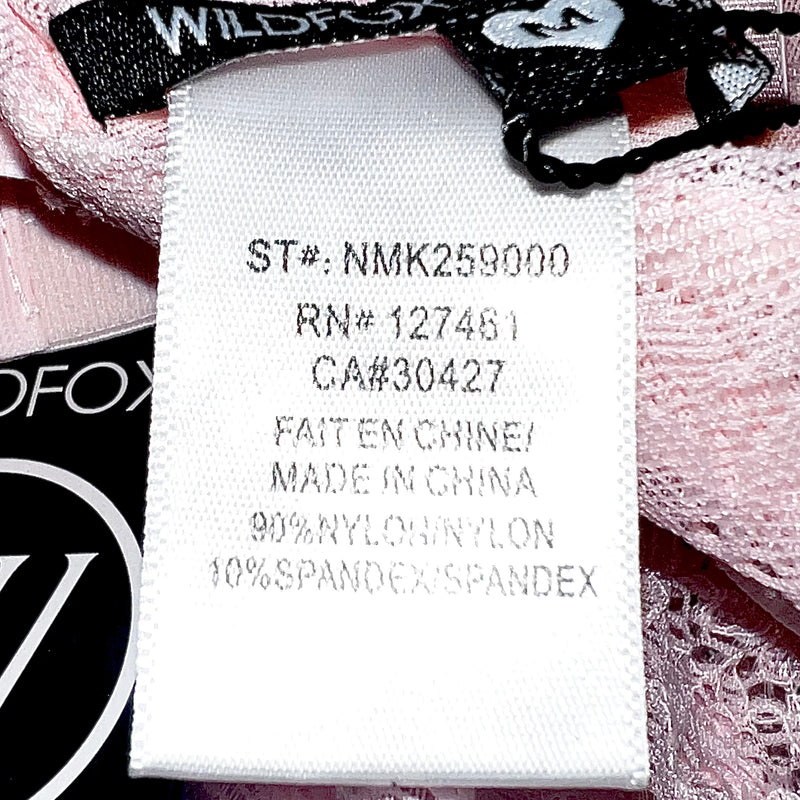 WILDFOX
ST#: NMK259000
RN# 127461
CA#30427
FAIT EN CHINE/
MADE IN CHINA
90%NYLON/NYLON
10%SPANDEX/SPANDEX
DFOX